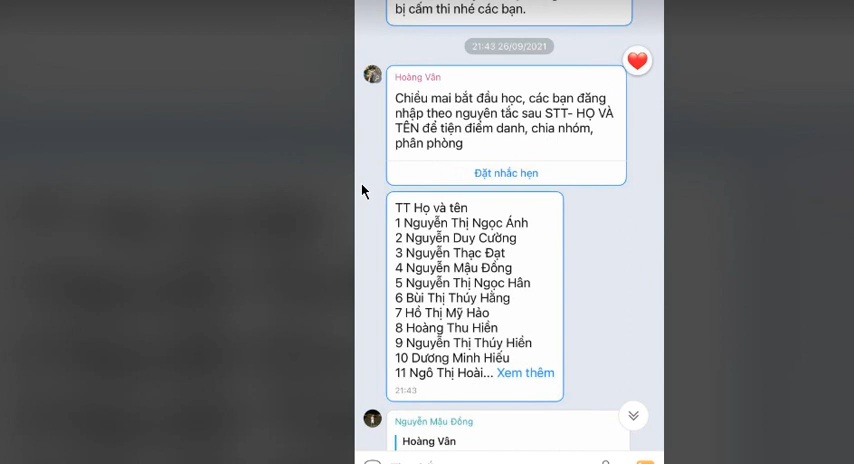 bị cấm thi nhé các bạn.
21:43 26/09/2021
Hoàng Vân
Chiều mai bắt đầu học, các bạn đăng
nhập theo nguyên tắc sau STT- HỌ VÀ
TÊN để tiện điểm danh, chia nhóm,
phân phòng
Đặt nhắc hẹn
TT Họ và tên
1 Nguyễn Thị Ngọc Ánh
2 Nguyễn Duy Cường
3 Nguyễn Thạc Đạt
4 Nguyễn Mậu Đồng
5 Nguyễn Thị Ngọc Hân
6 Bùi Thị Thúy Hằng
7 Hồ Thị Mỹ Hảo
8 Hoàng Thu Hiền
9 Nguyễn Thị Thúy Hiền
10 Dương Minh Hiếu
11 Ngô Thị Hoài... Xem thêm
21:43
Nguyễn Mậu Đồng
Hoàng Vân